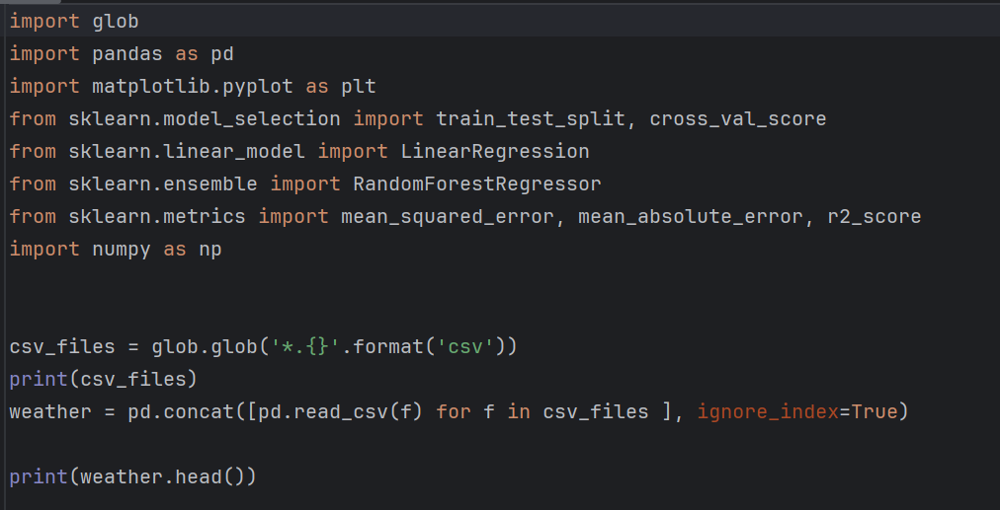 import glob
import pandas as pd
import matplotlib.pyplot as plt
from sklearn.model_selection import train_test_split, cross_val_score
from sklearn.linear_model import LinearRegression
from sklearn.ensemble import RandomForestRegressor
from sklearn.metrics import mean_squared_error, mean_absolute_error, r2_score
import numpy as np
csv_files = glob.glob('*.{}'.format('csv'))
print(csv_files)
weather = pd.concat([pd.read_csv(f) for f in csv_files ], ignore_index=True)
print(weather.head())